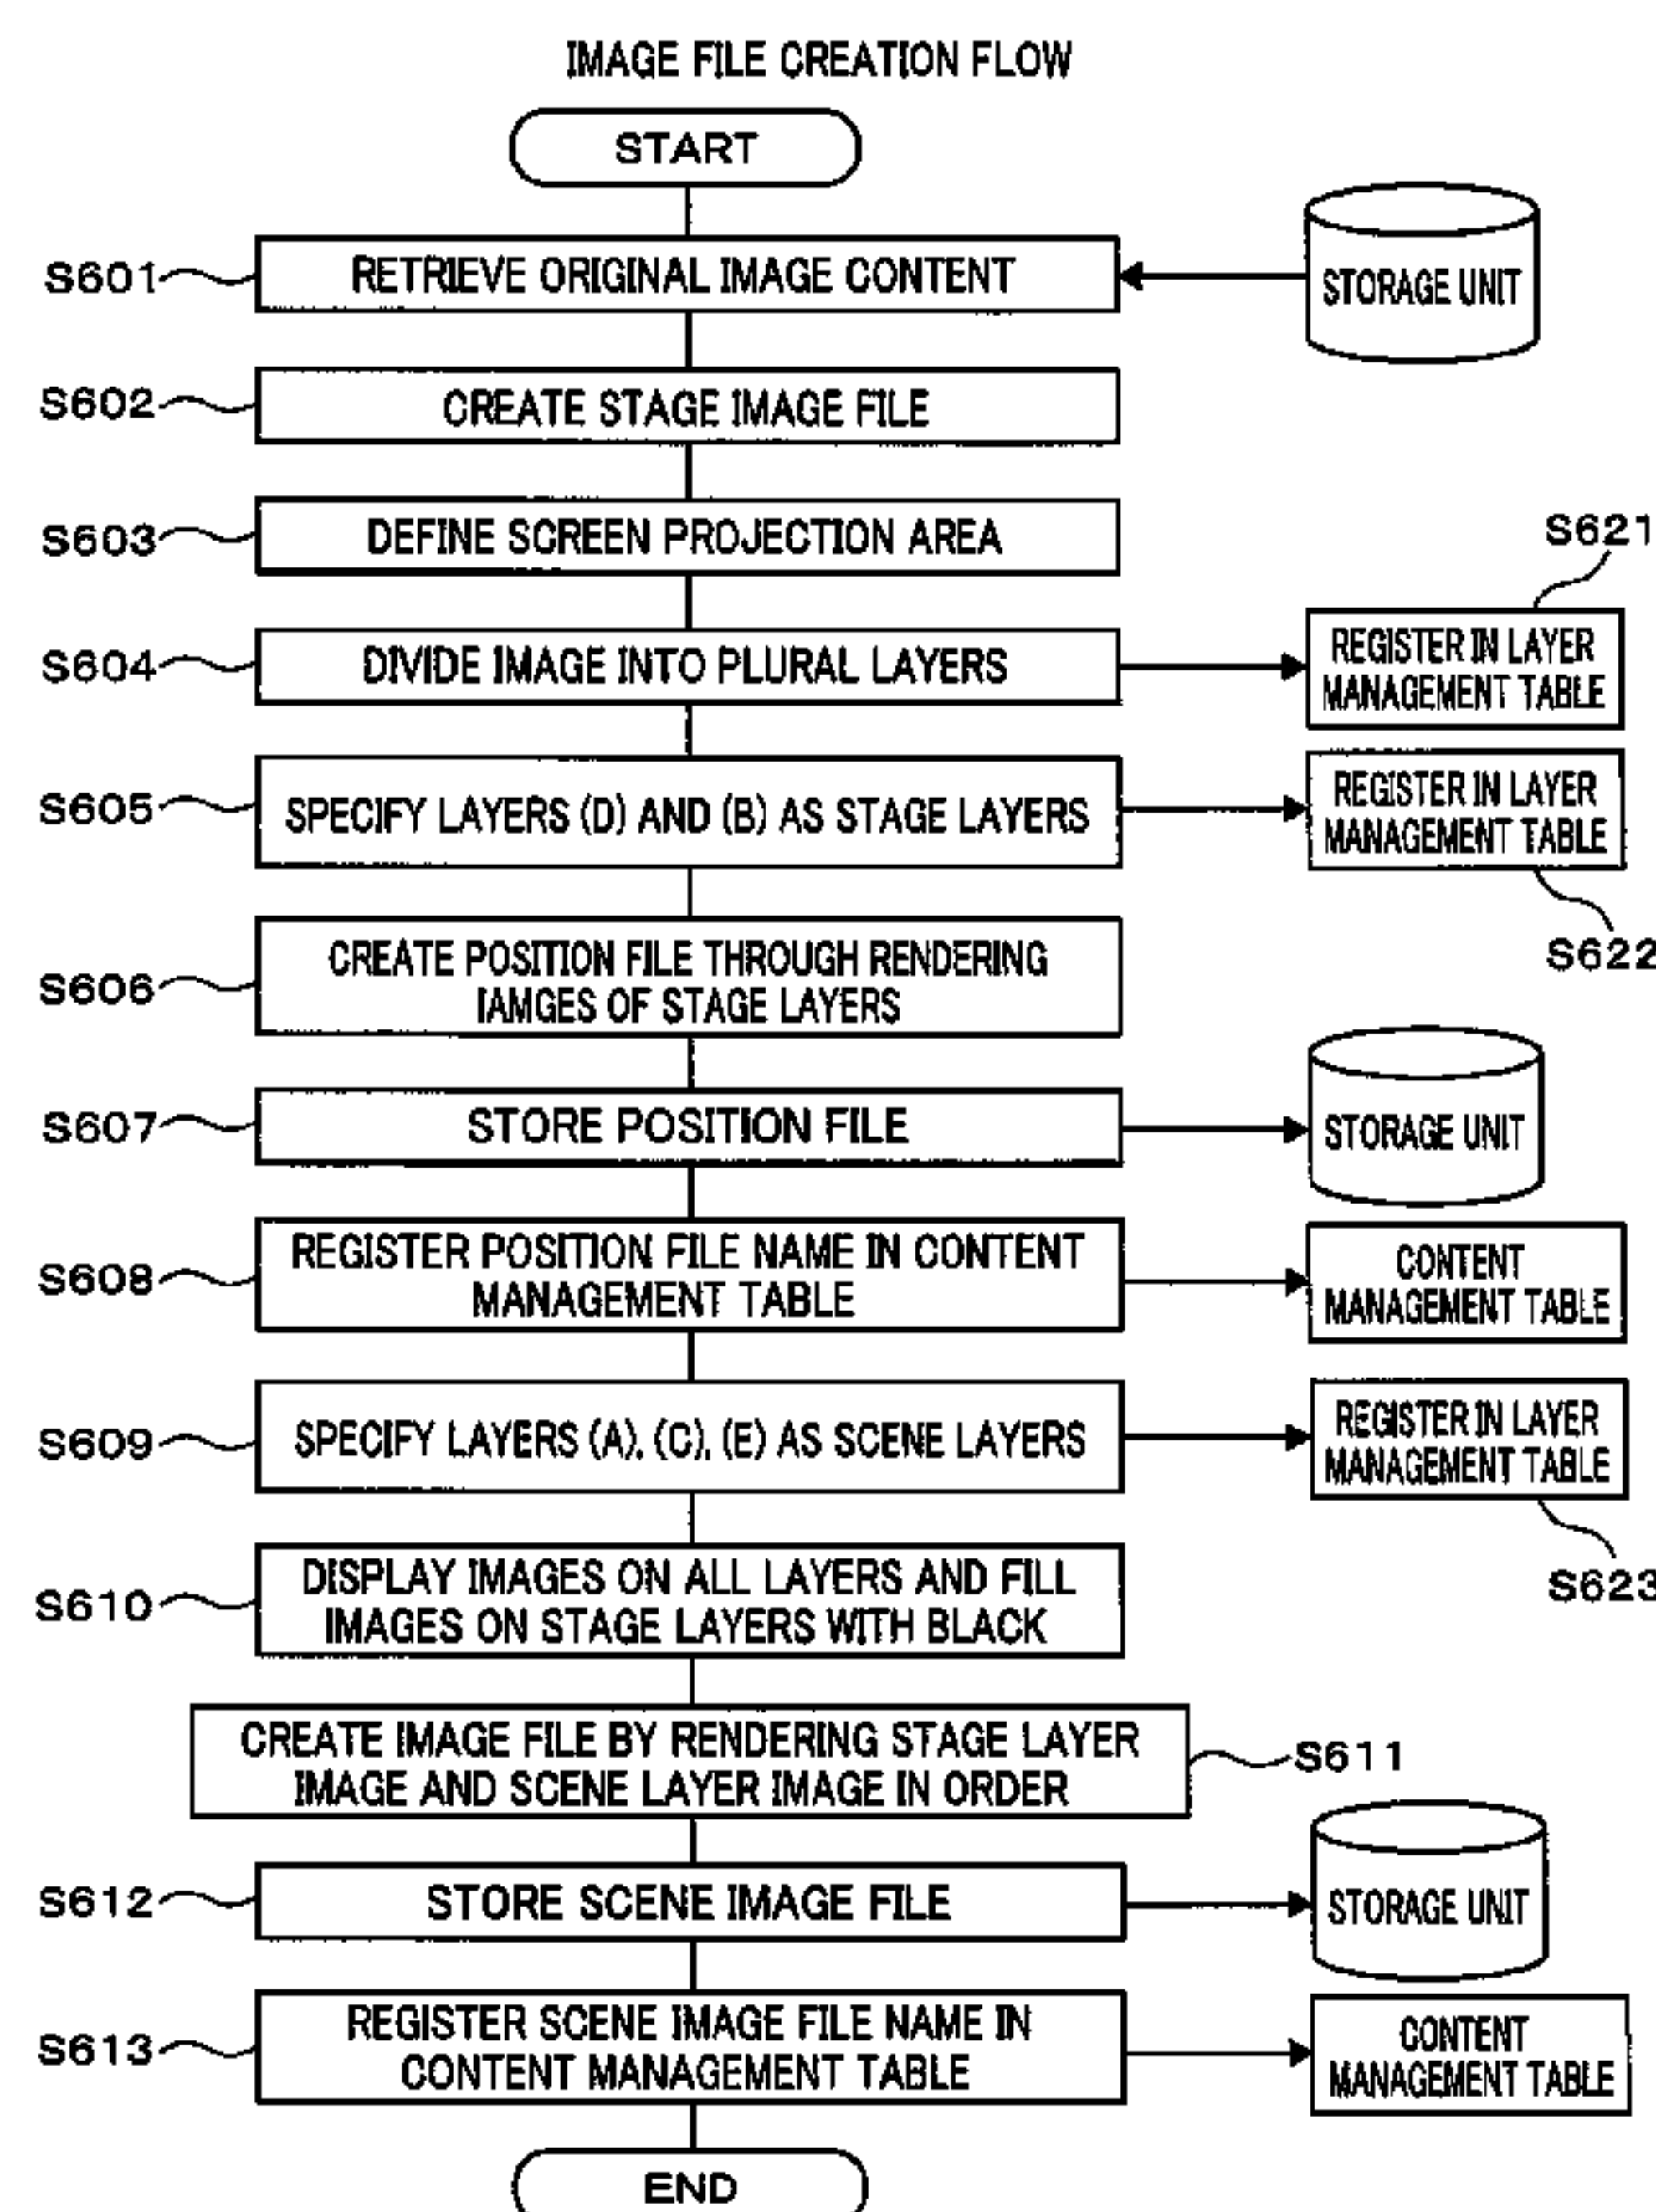 IMAGE FILE CREATION FLOW
START
S601
RETRIEVE ORIGINAL IMAGE CONTENT
STORAGE UNIT
S602
CREATE STAGE IMAGE FILE
S603
DEFINE SCREEN PROJECTION AREA
S621
S604
DIVIDE IMAGE INTO PLURAL LAYERS
REGISTER IN LAYER
MANAGEMENT TABLE
S605
SPECIFY LAYERS (D) AND (B) AS STAGE LAYERS
REGISTER IN LAYER
MANAGEMENT TABLE
S622
S606
CREATE POSITION FILE THROUGH RENDERING
IAMGES OF STAGE LAYERS
S607
STORE POSITION FILE
STORAGE UNIT
S608
REGISTER POSITION FILE NAME IN CONTENT
MANAGEMENT TABLE
CONTENT
MANAGEMENT TABLE
S609
SPECIFY LAYERS (A), (C), (E) AS SCENE LAYERS
REGISTER IN LAYER
MANAGEMENT TABLE
S623
S610
DISPLAY IMAGES ON ALL LAYERS AND FILL
IMAGES ON STAGE LAYERS WITH BLACK
CREATE IMAGE FILE BY RENDERING STAGE LAYER
IMAGE AND SCENE LAYER IMAGE IN ORDER
S611
S612
STORE SCENE IMAGE FILE
STORAGE UNIT
S613
REGISTER SCENE IMAGE FILE NAME IN
CONTENT MANAGEMENT TABLE
CONTENT
MANAGEMENT TABLE
END